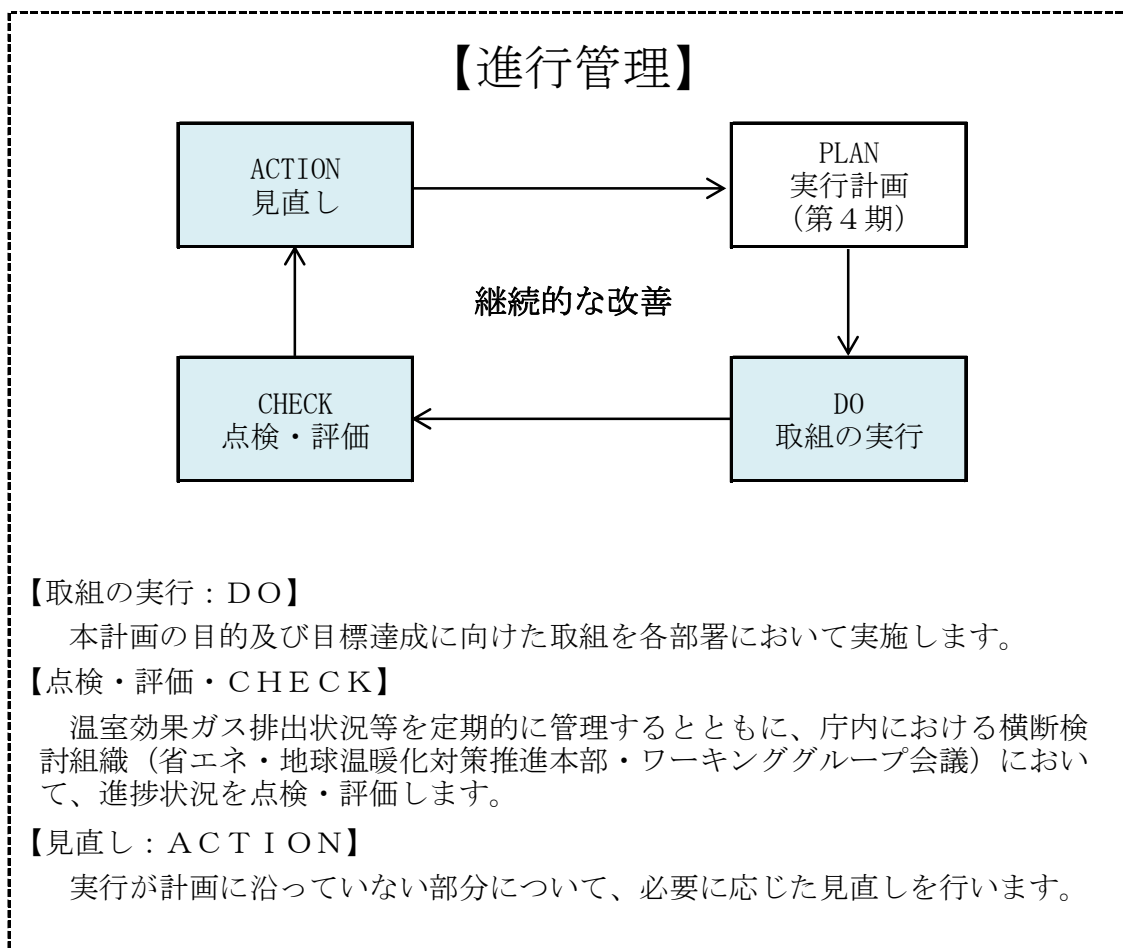 【進行管理】
ACTION
見直し
PLAN
実行計画
(第４期)
継続的な改善
CHECK
点検・評価
DO
取組の実行
【取組の実行：ＤＯ】
本計画の目的及び目標達成に向けた取組を各部署において実施します。
【点検・評価・ＣＨＥＣＫ】
温室効果ガス排出状況等を定期的に管理するとともに、庁内における横断検
討組織（省エネ・地球温暖化対策推進本部・ワーキンググループ会議）におい
て、進捗状況を点検・評価します。
【見直し：ＡＣＴＩＯＮ】
実行が計画に沿っていない部分について、必要に応じた見直しを行います。